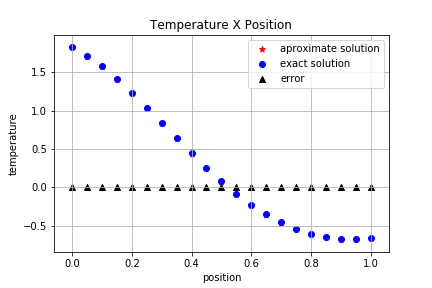 Temperature X Position
aproximate solution
exact solution
error
temperature
1.5
1.0
0.5
0.0
−0.5
0.0 0.2 0.4 0.6 0.8 1.0
position